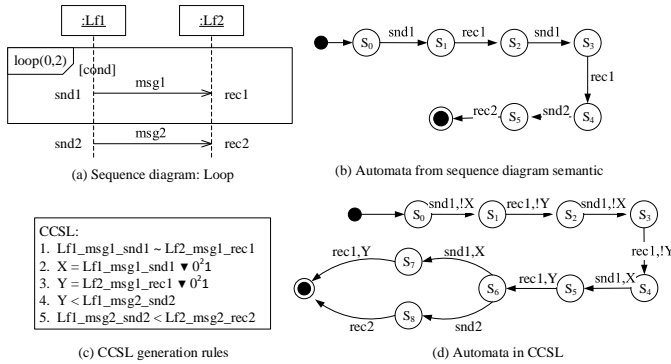 :Lf1
:Lf2
loop(0,2)
[cond]
snd1
msg1
rec1
snd2
msg2
rec2
(a) Sequence diagram: Loop
S0
snd1
S1
rec1
S2
snd1
S3
rec1
S4
snd2
S5
rec2
(b) Automata from sequence diagram semantic
CCSL:
1. Lf1_msg1_snd1 ~ Lf2_msg1_rec1
2. X = Lf1_msg1_snd1 ▼ 0²1
3. Y = Lf2_msg1_rec1 ▼ 0²1
4. Y < Lf1_msg2_snd2
5. Lf1_msg2_snd2 < Lf2_msg2_rec2
(c) CCSL generation rules
S0
snd1,!X
S1
rec1,!Y
S2
snd1,!X
S3
rec1,!Y
S4
snd1,X
S5
rec1,Y
S6
snd1,X
S7
rec1,Y
snd2
S8
rec2
(d) Automata in CCSL